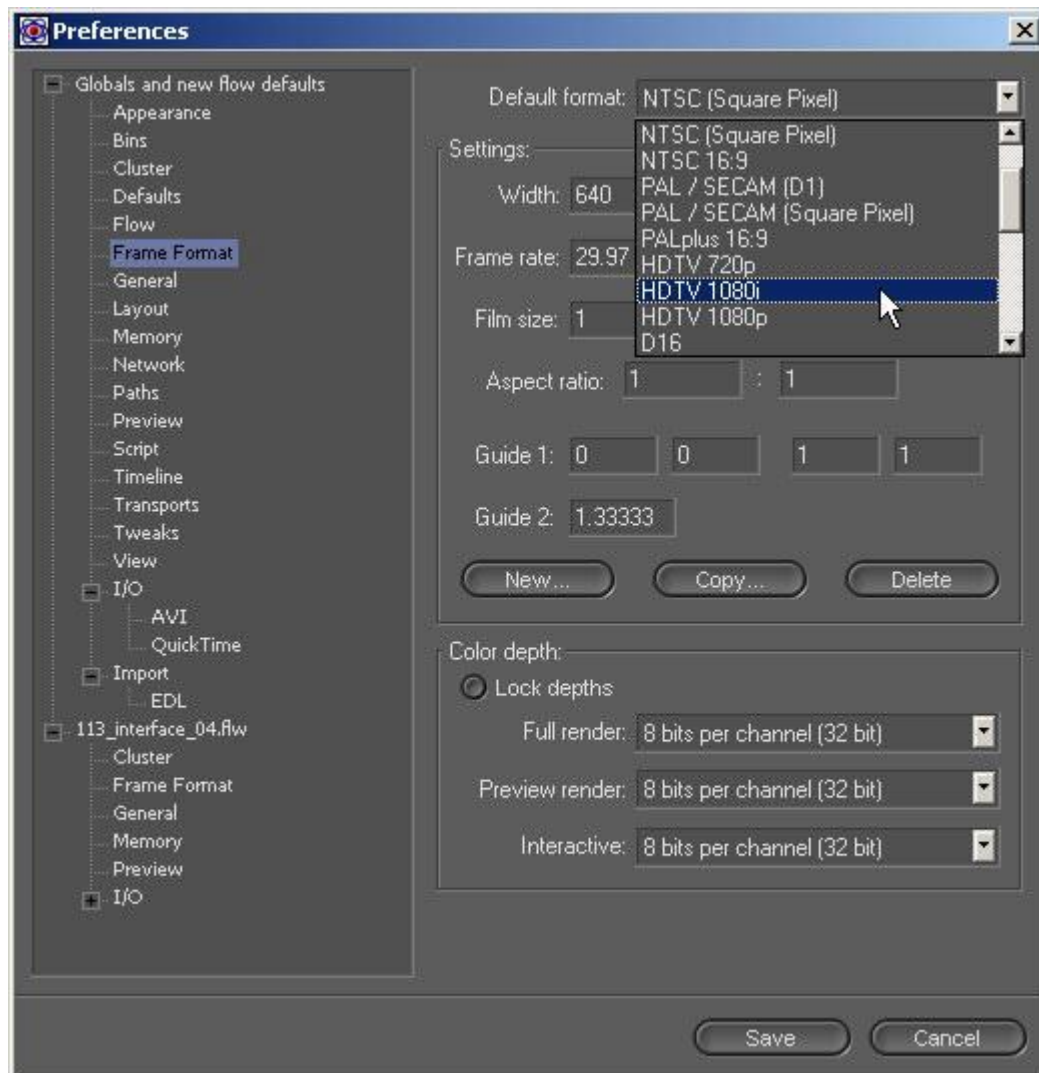 Preferences
Globals and new flow defaults
Appearance
Bins
Cluster
Defaults
Flow
Frame Format
General
Layout
Memory
Network
Paths
Preview
Script
Timeline
Transports
Tweaks
View
I/O
AVI
QuickTime
Import
EDL
113_interface_04.flw
Cluster
Frame Format
General
Memory
Preview
I/O
Default format: NTSC (Square Pixel)
NTSC (Square Pixel)
NTSC 16:9
PAL / SECAM (D1)
PAL / SECAM (Square Pixel)
PALplus 16:9
HDTV 720p
HDTV 1080i
HDTV 1080p
D16
Settings:
Width: 640
Frame rate: 29.97
Film size: 1
Aspect ratio: 1 : 1
Guide 1: 0 0 1 1
Guide 2: 1.33333
New... Copy... Delete
Color depth:
Lock depths
Full render: 8 bits per channel (32 bit)
Preview render: 8 bits per channel (32 bit)
Interactive: 8 bits per channel (32 bit)
Save Cancel